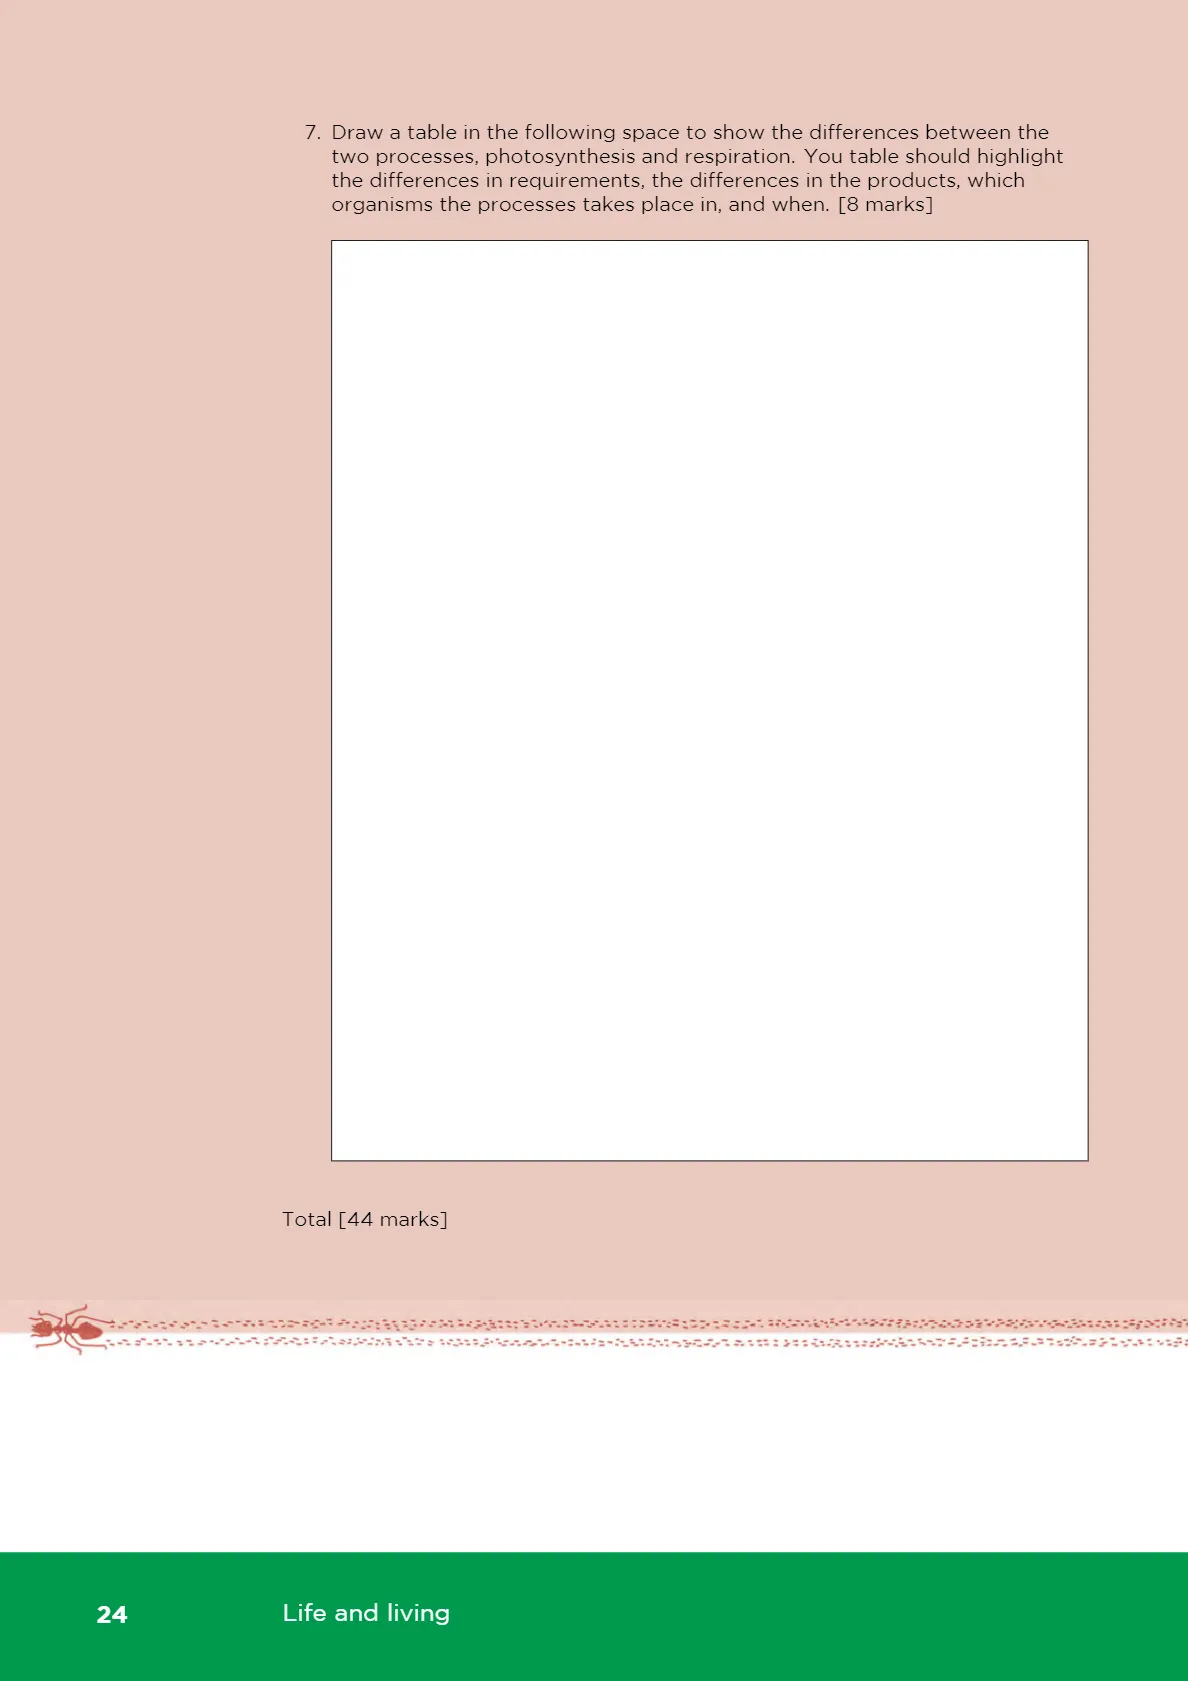 7. Draw a table in the following space to show the differences between the
two processes, photosynthesis and respiration. You table should highlight
the differences in requirements, the differences in the products, which
organisms the processes takes place in, and when. [8 marks]
Total [44 marks]
24 Life and living